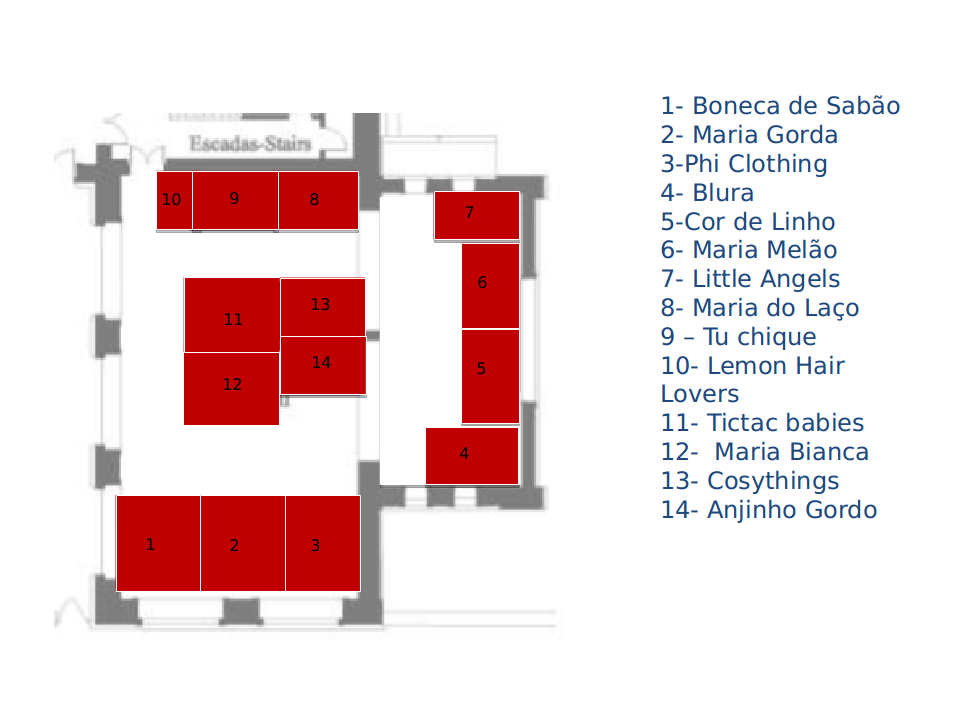 Escadas-Stairs
10
9
8
7
6
11
13
14
12
5
4
1
2
3
1- Boneca de Sabão
2- Maria Gorda
3-Phi Clothing
4- Blura
5-Cor de Linho
6- Maria Melão
7- Little Angels
8- Maria do Laço
9 – Tu chique
10- Lemon Hair
Lovers
11- Tictac babies
12-  Maria Bianca
13- Cosythings
14- Anjinho Gordo